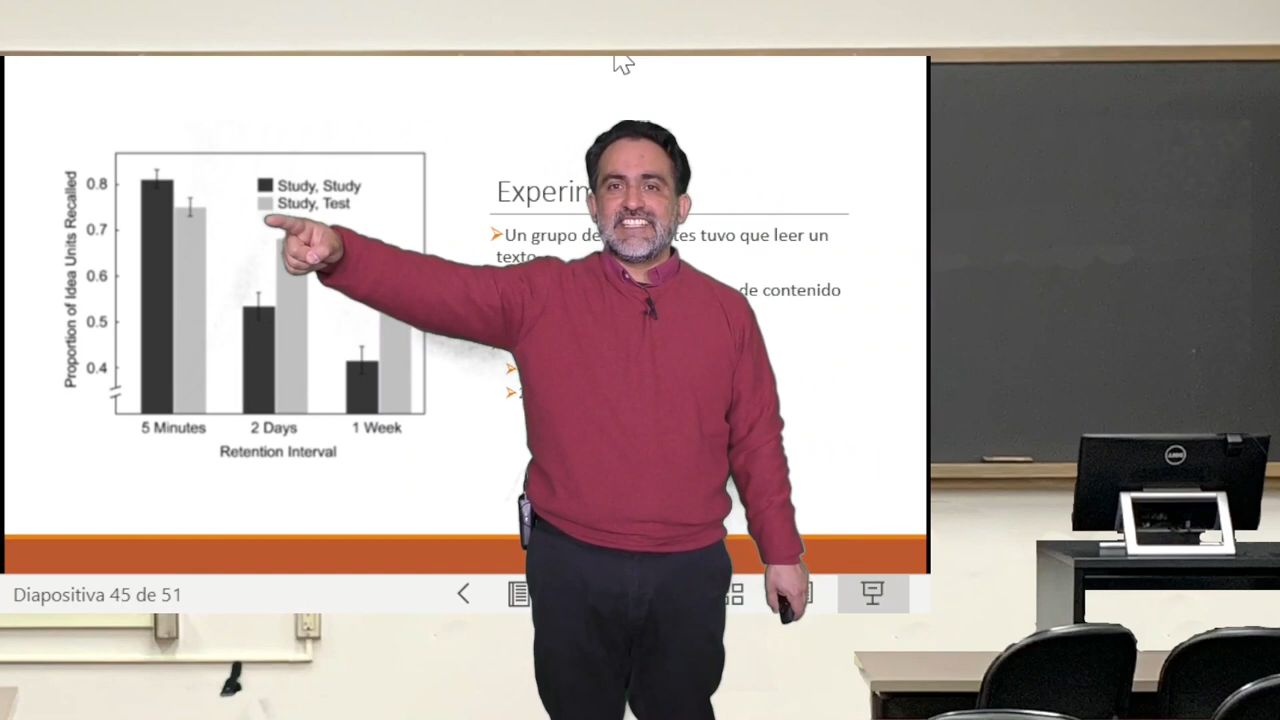 0.8
0.7
0.6
0.5
0.4
Proportion of Idea Units Recalled
Study, Study
Study, Test
5 Minutes
2 Days
1 Week
Retention Interval
Experim
Un grupo de tes tuvo que leer un
texto
de contenido
Diapositiva 45 de 51
DELL